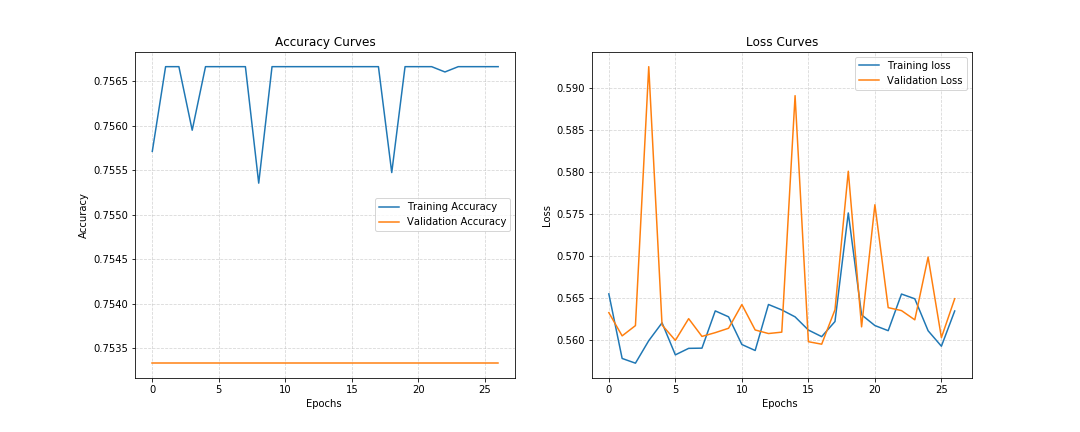 Accuracy Curves
0.7565
0.7560
0.7555
0.7550
0.7545
0.7540
0.7535
Accuracy
Training Accuracy
Validation Accuracy
0 5 10 15 20 25
Epochs
Loss Curves
0.590
0.585
0.580
0.575
0.570
0.565
0.560
Loss
Training loss
Validation Loss
0 5 10 15 20 25
Epochs